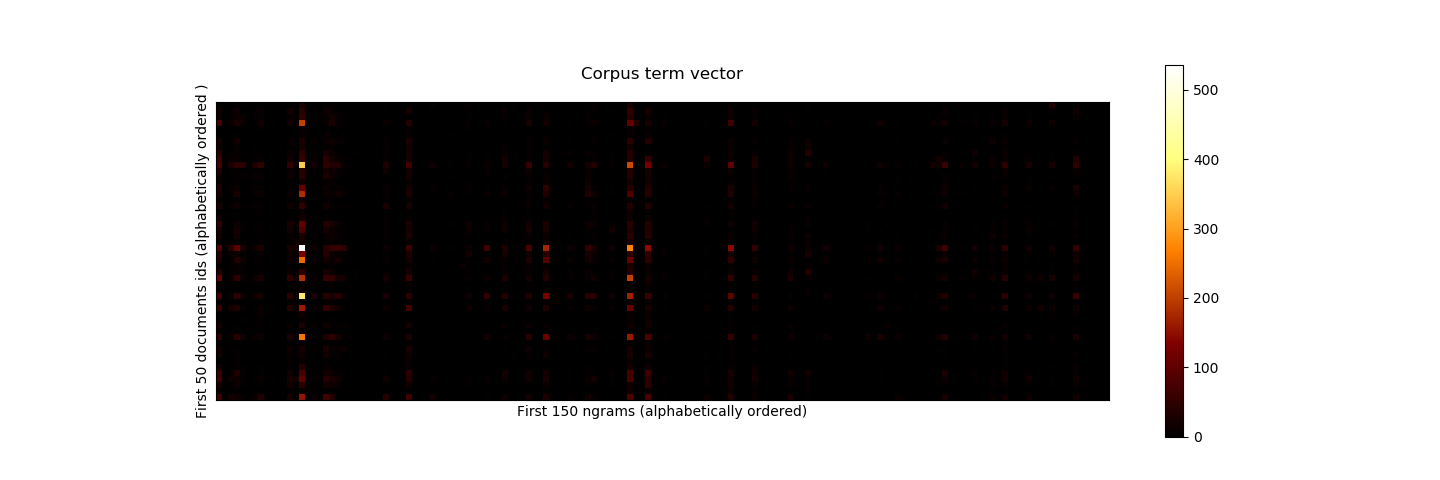 Corpus term vector
First 50 documents ids (alphabetically ordered )
First 150 ngrams (alphabetically ordered)
500
400
300
200
100
0